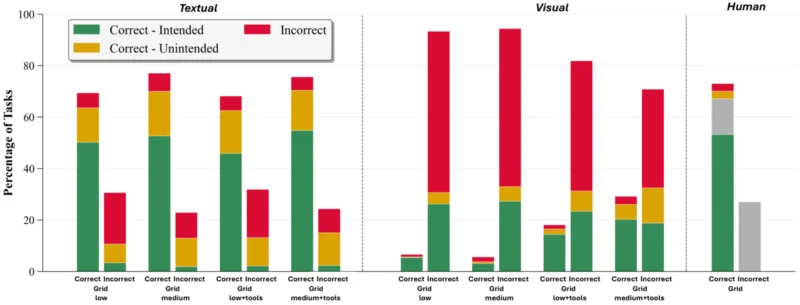 Textual Visual Human
Correct - Intended Incorrect
Correct - Unintended
Percentage of Tasks
100
80
60
40
20
0
Correct Incorrect Correct Incorrect Correct Incorrect Correct Incorrect Correct Incorrect Correct Incorrect Correct Incorrect Correct Incorrect Correct Incorrect
Grid Grid Grid Grid Grid Grid Grid Grid Grid
low medium low+tools medium+tools low medium low+tools medium+tools